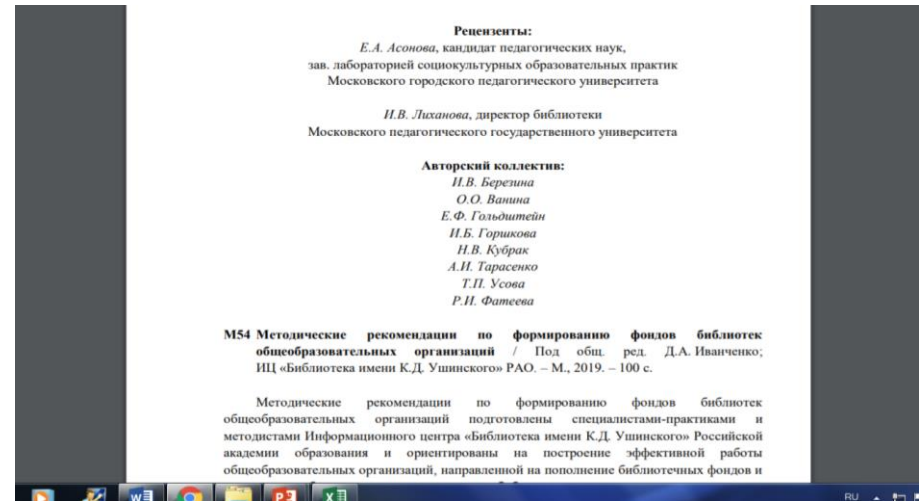 Рецензенты:
Е.А. Асонова, кандидат педагогических наук,
зав. лабораторией социокультурных образовательных практик
Московского городского педагогического университета
И.В. Лиханова, директор библиотеки
Московского педагогического государственного университета
Авторский коллектив:
И.В. Березина
О.О. Ванина
Е.Ф. Гольдштейн
И.Б. Горшкова
Н.В. Кубрак
А.И. Тарасенко
Т.П. Усова
Р.И. Фатеева
М54 Методические рекомендации по формированию фондов библиотек
общеобразовательных организаций / Под общ. ред. Д.А. Иванченко;
ИЦ «Библиотека имени К.Д. Ушинского» РАО. – М., 2019. – 100 с.
Методические рекомендации по формированию фондов библиотек
общеобразовательных организаций подготовлены специалистами-практиками и
методистами Информационного центра «Библиотека имени К.Д. Ушинского» Российской
академии образования и ориентированы на построение эффективной работы
общеобразовательных организаций, направленной на пополнение библиотечных фондов и
RU